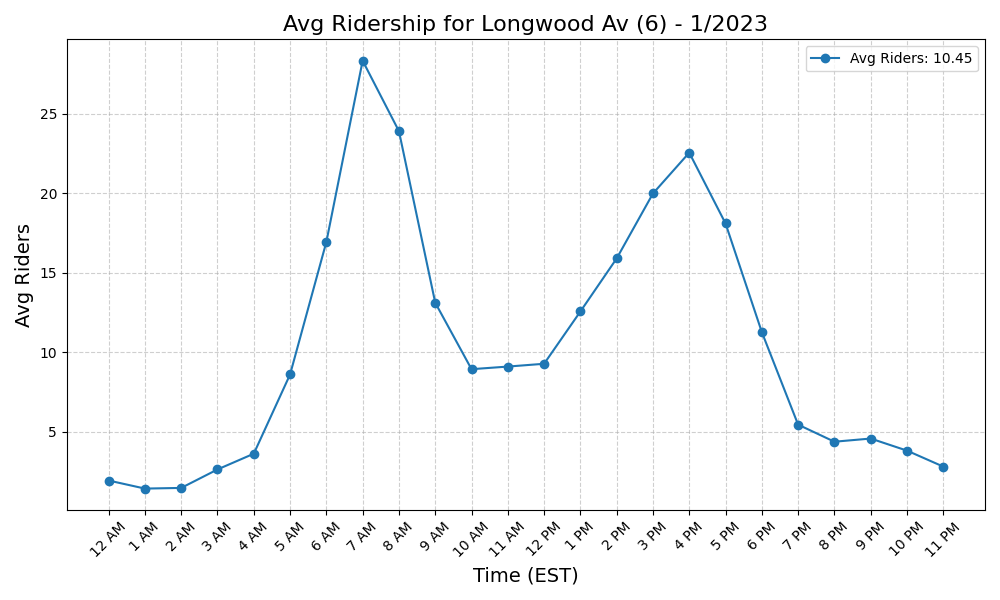 Avg Ridership for Longwood Av (6) - 1/2023
Avg Riders: 10.45
Avg Riders
25
20
15
10
5
12 AM
1 AM
2 AM
3 AM
4 AM
5 AM
6 AM
7 AM
8 AM
9 AM
10 AM
11 AM
12 PM
1 PM
2 PM
3 PM
4 PM
5 PM
6 PM
7 PM
8 PM
9 PM
10 PM
11 PM
Time (EST)